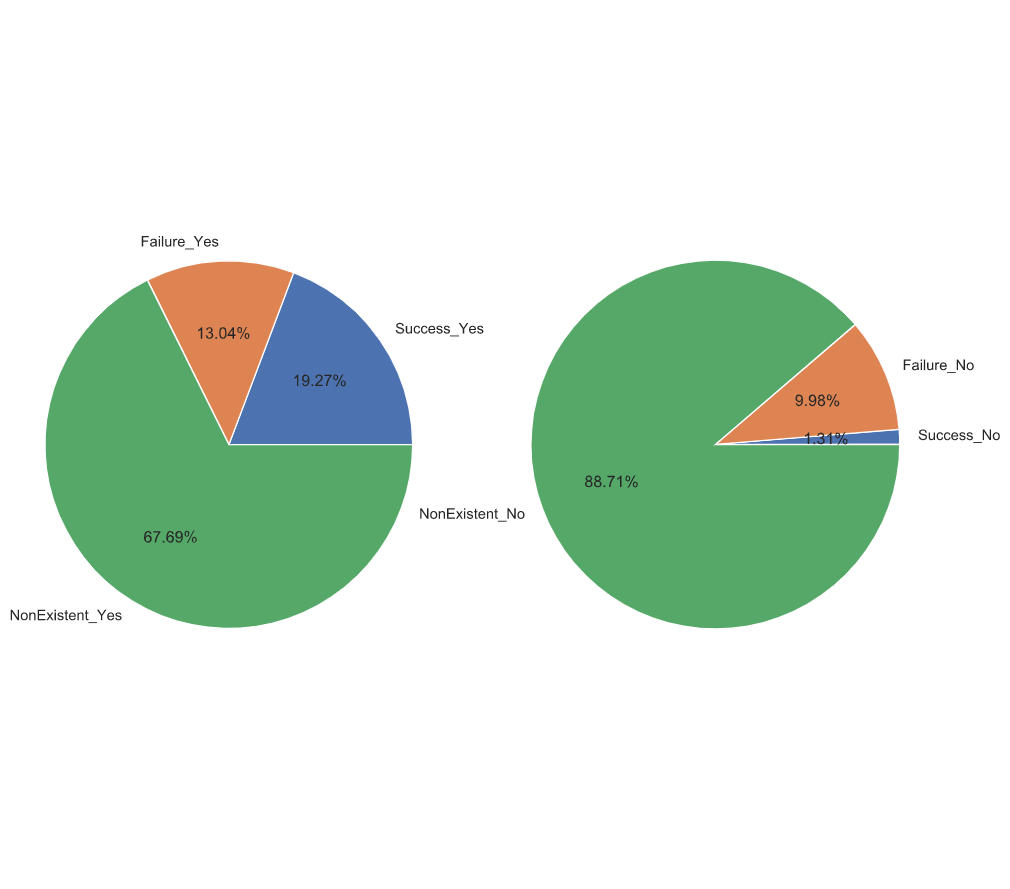 Failure_Yes
13.04%
Success_Yes
19.27%
67.69%
NonExistent_Yes
Failure_No
9.98%
Success_No
1.31%
88.71%
NonExistent_No